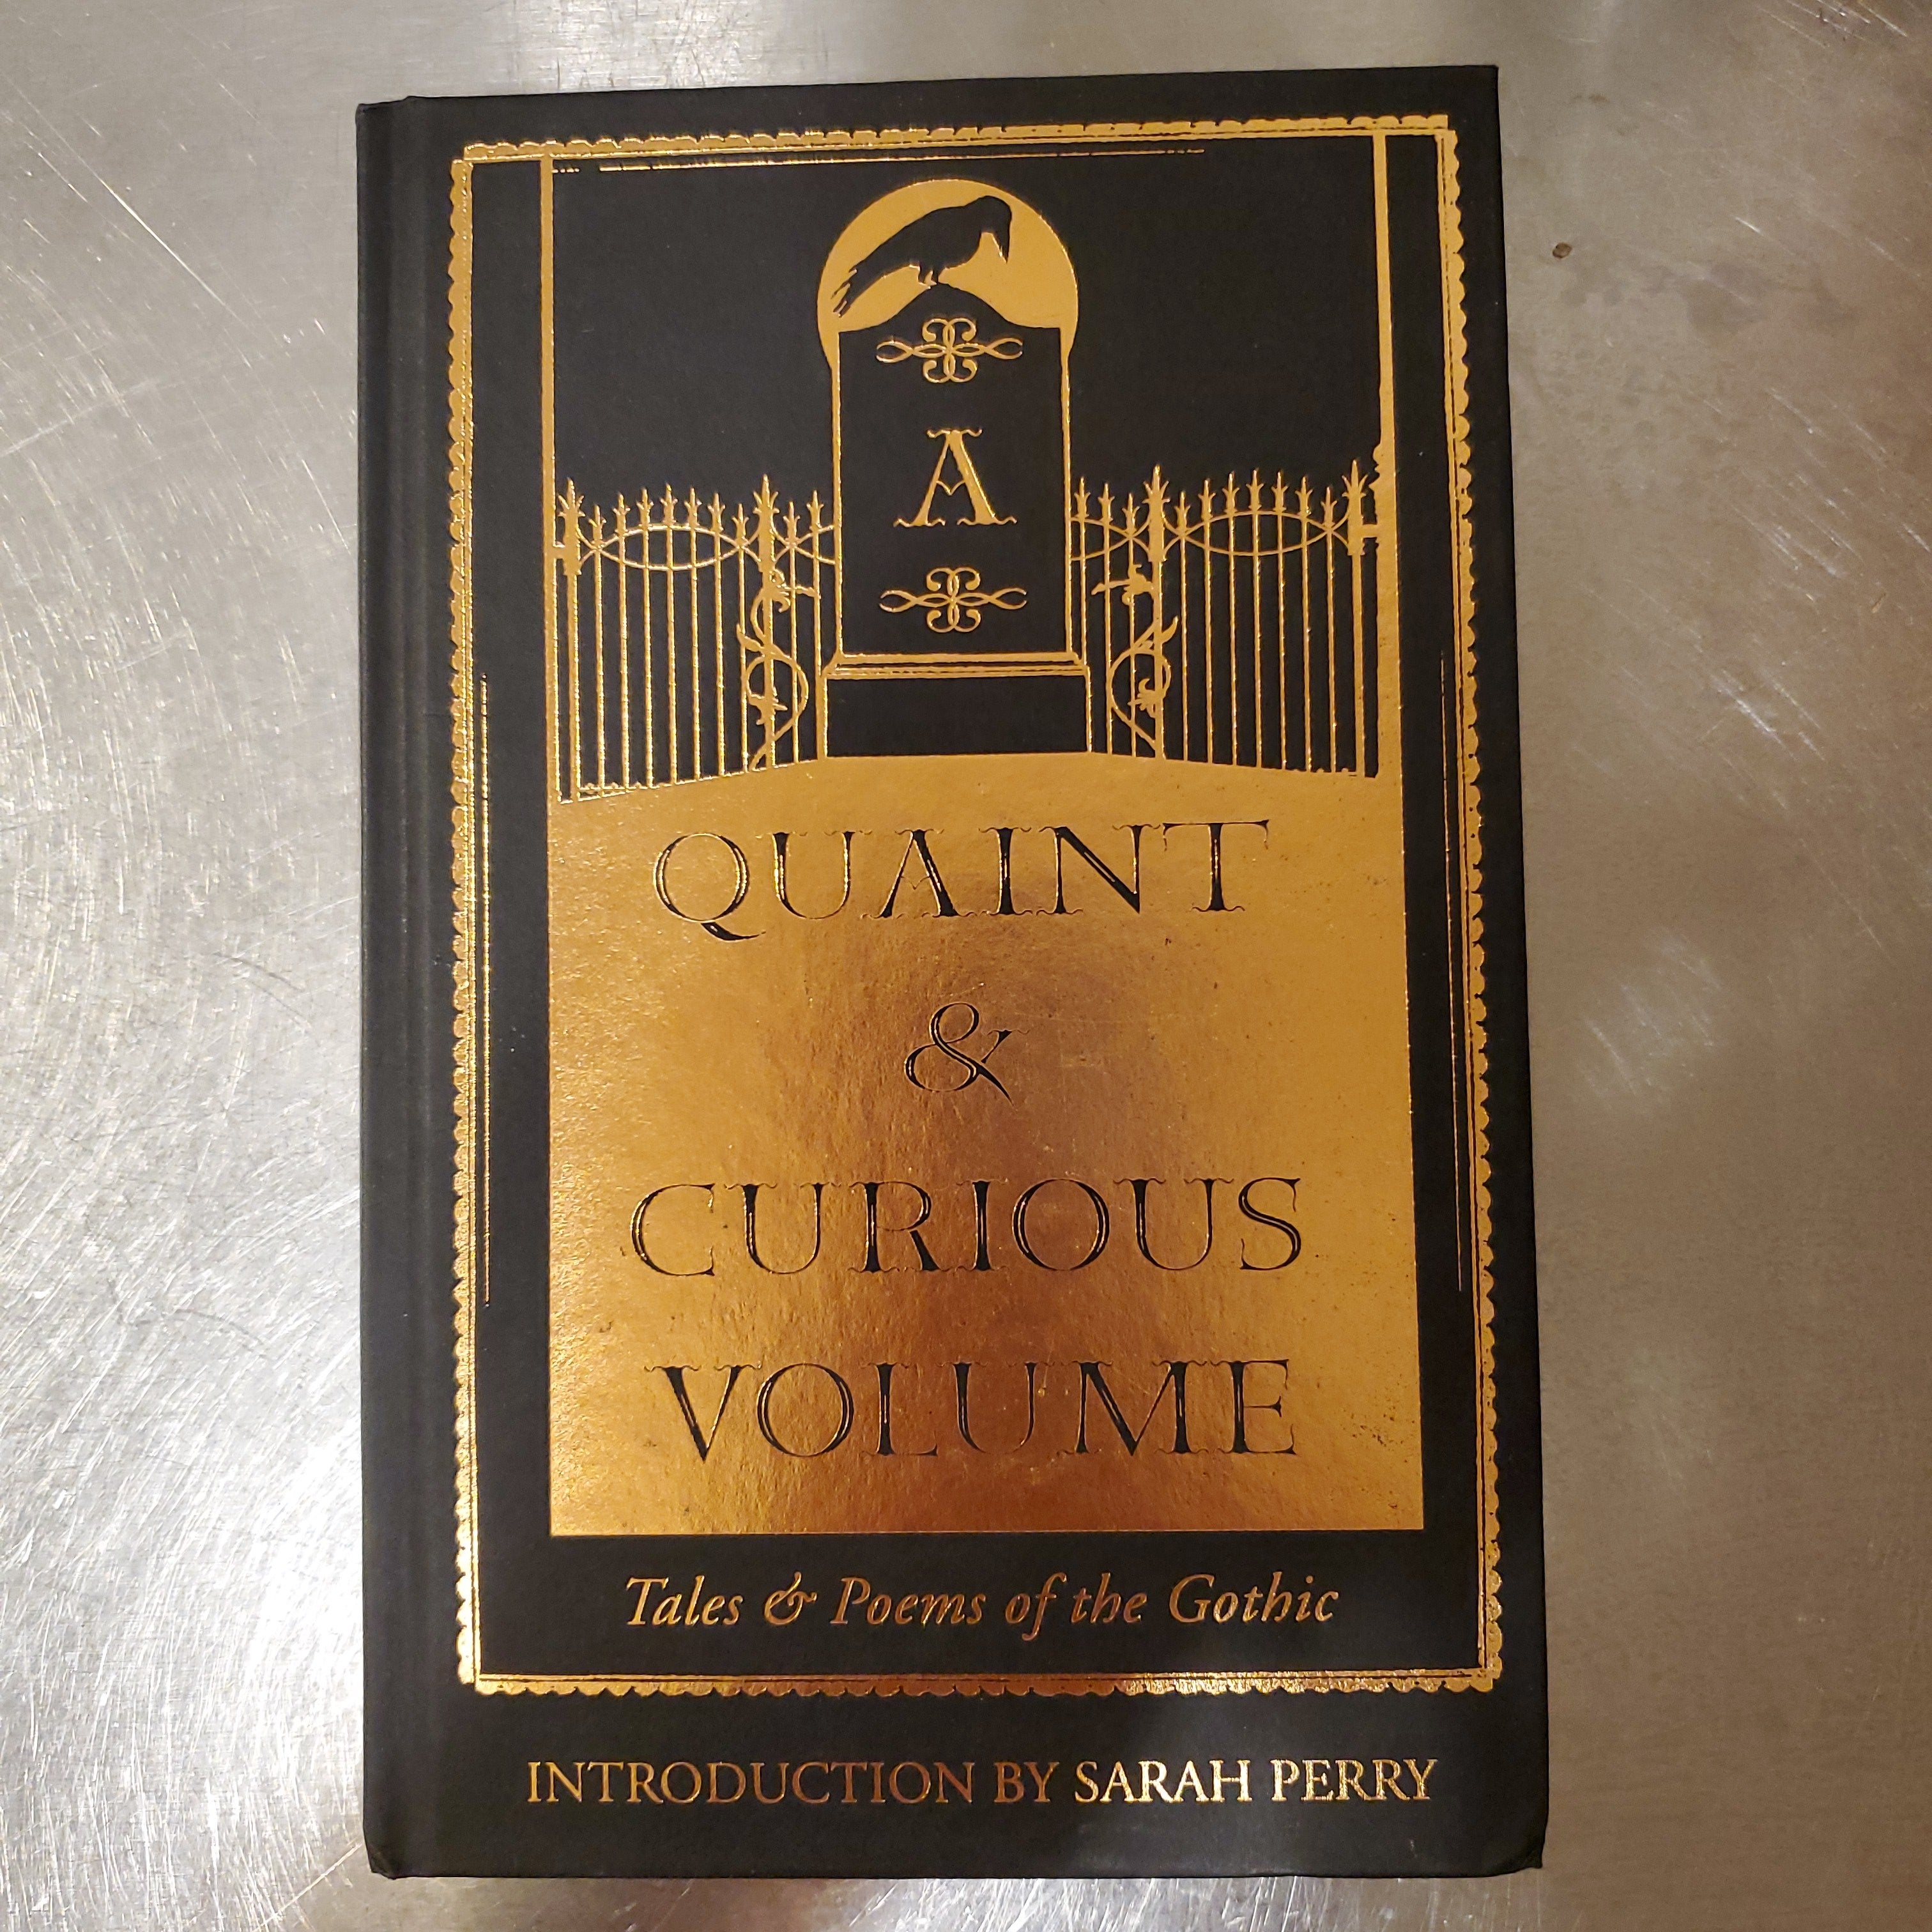 A
QUAINT
&
CURIOUS
VOLUME
Tales & Poems of the Gothic
INTRODUCTION BY SARAH PERRY